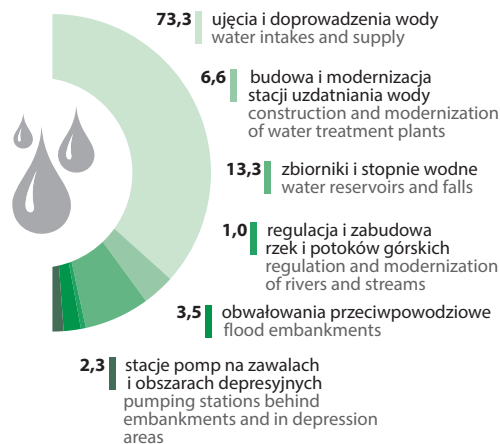 73,3 ujęcia i doprowadzenia wody
water intakes and supply
6,6 budowa i modernizacja
stacji uzdatniania wody
construction and modernization
of water treatment plants
13,3 zbiorniki i stopnie wodne
water reservoirs and falls
1,0 regulacja i zabudowa
rzek i potoków górskich
regulation and modernization
of rivers and streams
3,5 obwałowania przeciwpowodziowe
flood embankments
2,3 stacje pomp na zawalach
i obszarach depresyjnych
pumping stations behind
embankments and in depression
areas